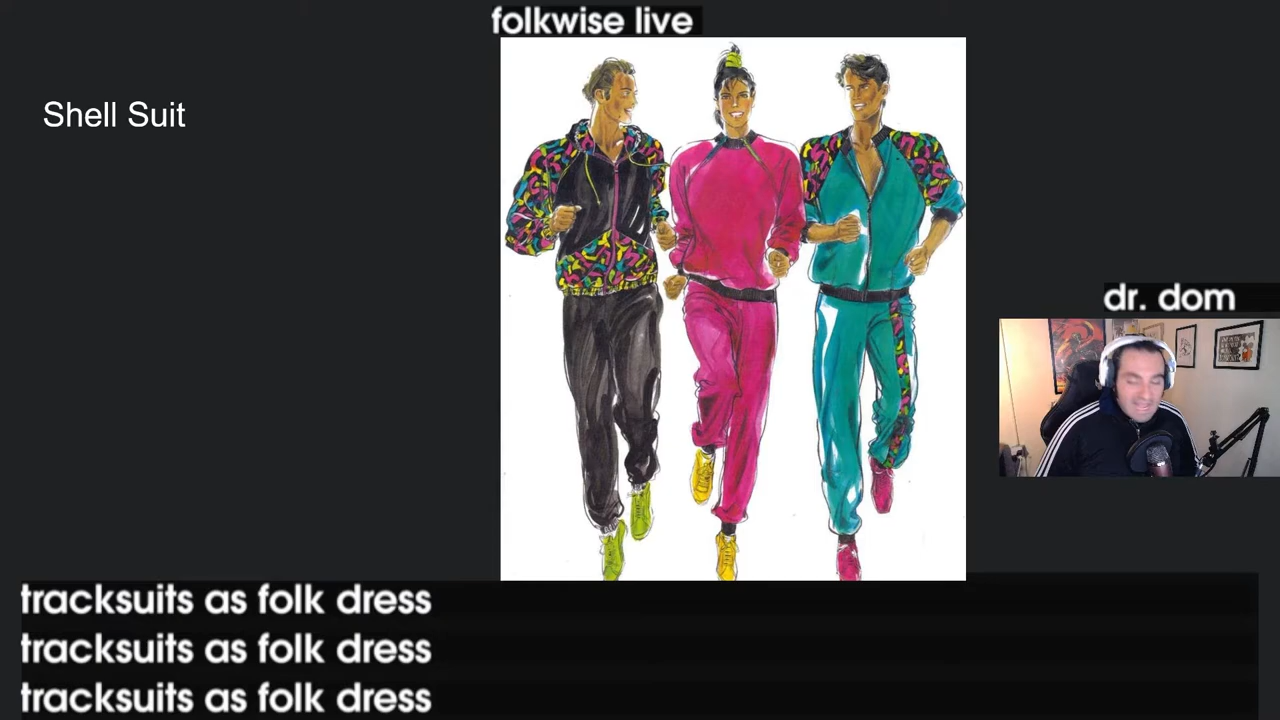 folkwise live
Shell Suit
dr. dom
tracksuits as folk dress
tracksuits as folk dress
tracksuits as folk dress